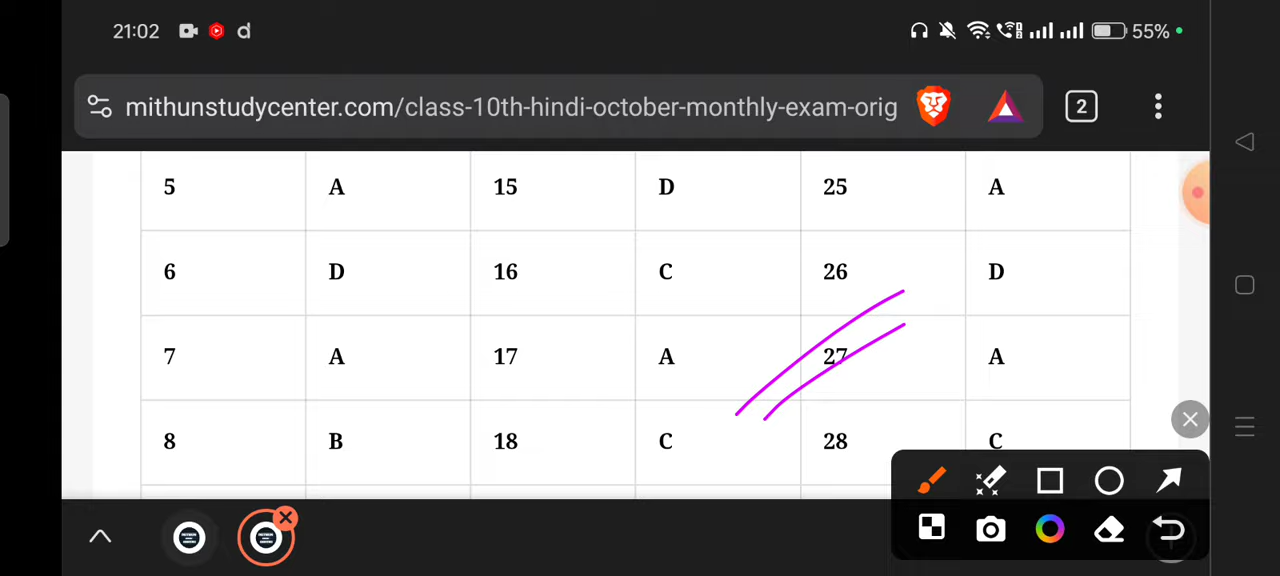 21:02 d 55%
mithunstudycenter.com/class-10th-hindi-october-monthly-exam-orig 2
5 A 15 D 25 A
6 D 16 C 26 D
7 A 17 A 27 A
8 B 18 C 28 C